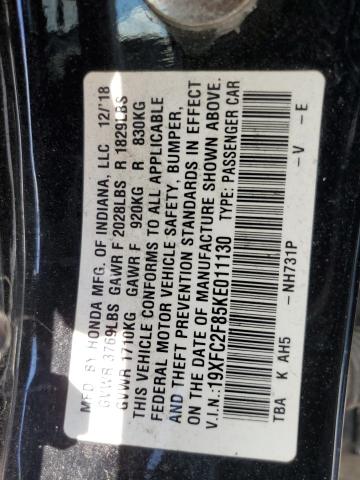 MFD BY HONDA MFG. OF INDIANA, LLC 12/'18
GVWR 3769LBS GAWR F 2028LBS R 1829LBS
GVWR 1710KG GAWR F 920KG R 830KG
THIS VEHICLE CONFORMS TO ALL APPLICABLE
FEDERAL MOTOR VEHICLE SAFETY, BUMPER,
AND THEFT PREVENTION STANDARDS IN EFFECT
ON THE DATE OF MANUFACTURE SHOWN ABOVE.
V.I.N.:19XFC2F85KE011130 TYPE: PASSENGER CAR
TBA K AH5 -NH731P -V -E